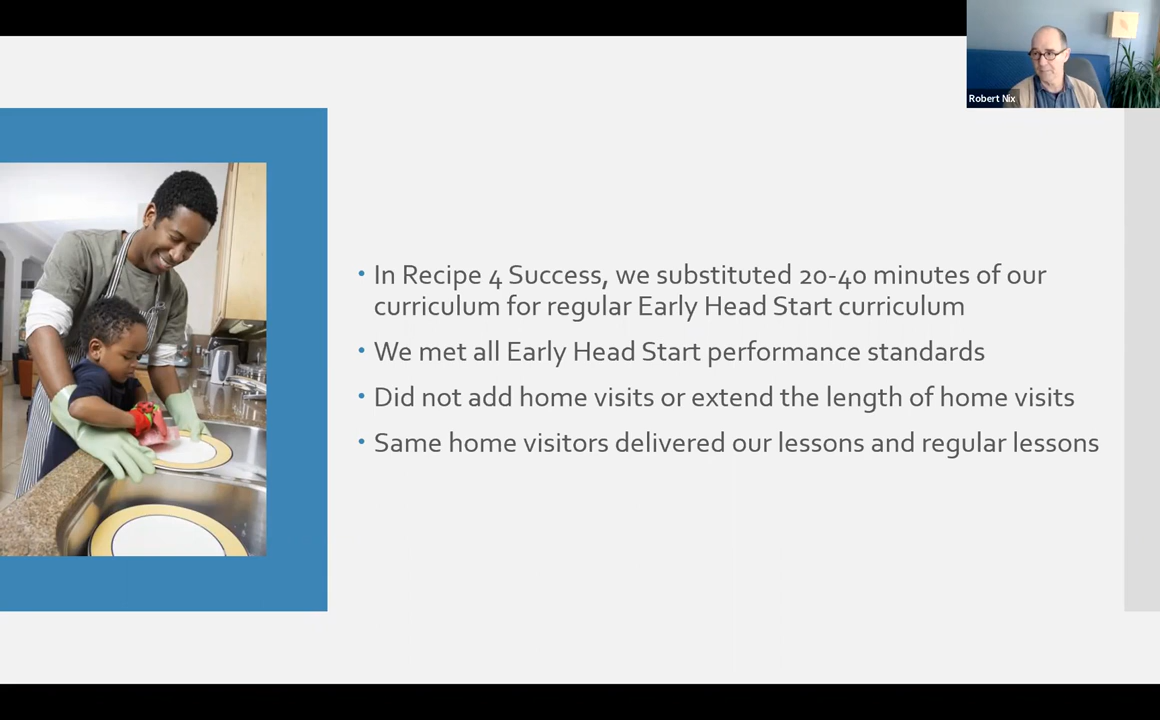 Robert Nix
• In Recipe 4 Success, we substituted 20-40 minutes of our
curriculum for regular Early Head Start curriculum
• We met all Early Head Start performance standards
• Did not add home visits or extend the length of home visits
• Same home visitors delivered our lessons and regular lessons